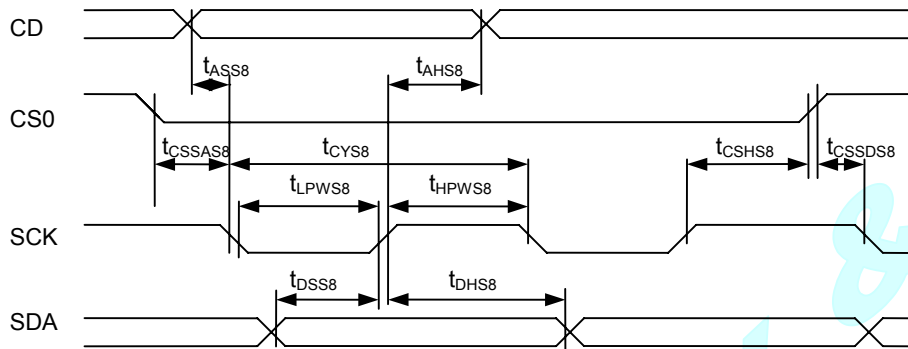 CD
tASS8
tAHS8
CS0
tCSSAS8
tCYS8
tCSHS8
tCSSDS8
tLPWS8
tHPWS8
SCK
tDSS8
tDHS8
SDA